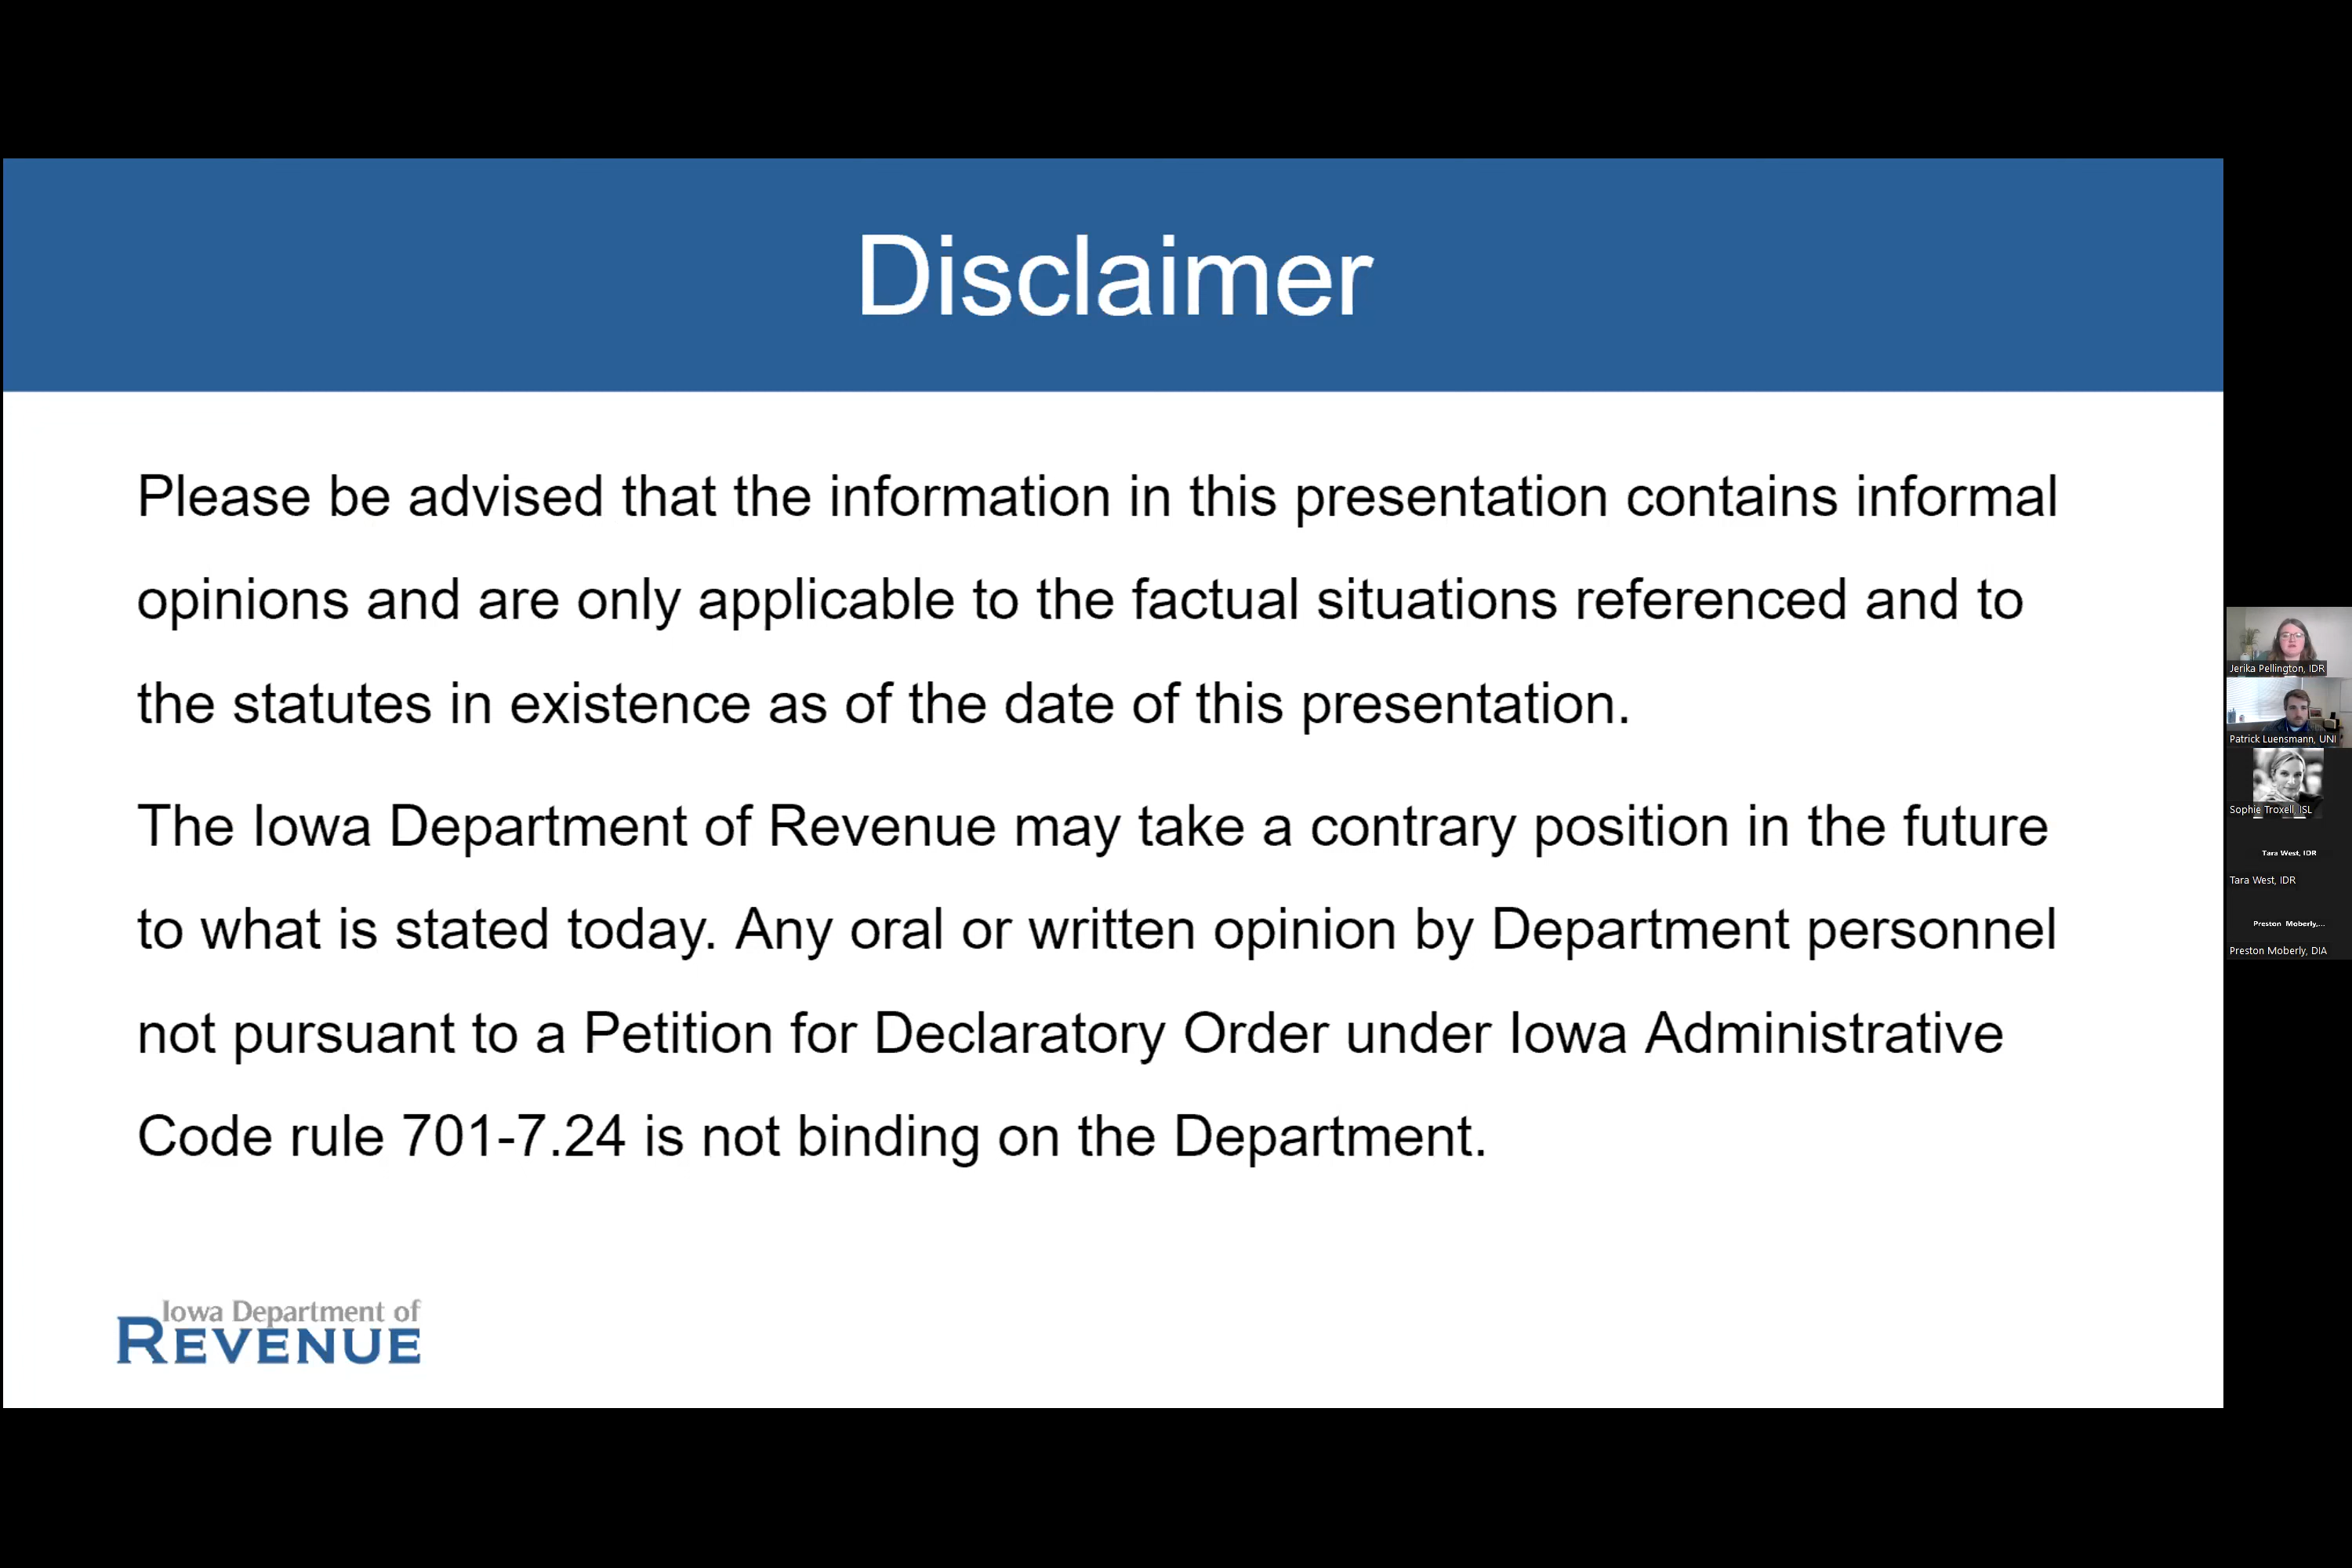 Disclaimer
Please be advised that the information in this presentation contains informal
opinions and are only applicable to the factual situations referenced and to
the statutes in existence as of the date of this presentation.
The Iowa Department of Revenue may take a contrary position in the future
to what is stated today. Any oral or written opinion by Department personnel
not pursuant to a Petition for Declaratory Order under Iowa Administrative
Code rule 701-7.24 is not binding on the Department.
Iowa Department of
REVENUE
Jerika Pellington, IDR
Patrick Luensmann, UNI
Sophie Troxell, ISL
Tara West, IDR
Tara West, IDR
Preston Moberly,...
Preston Moberly, DIA